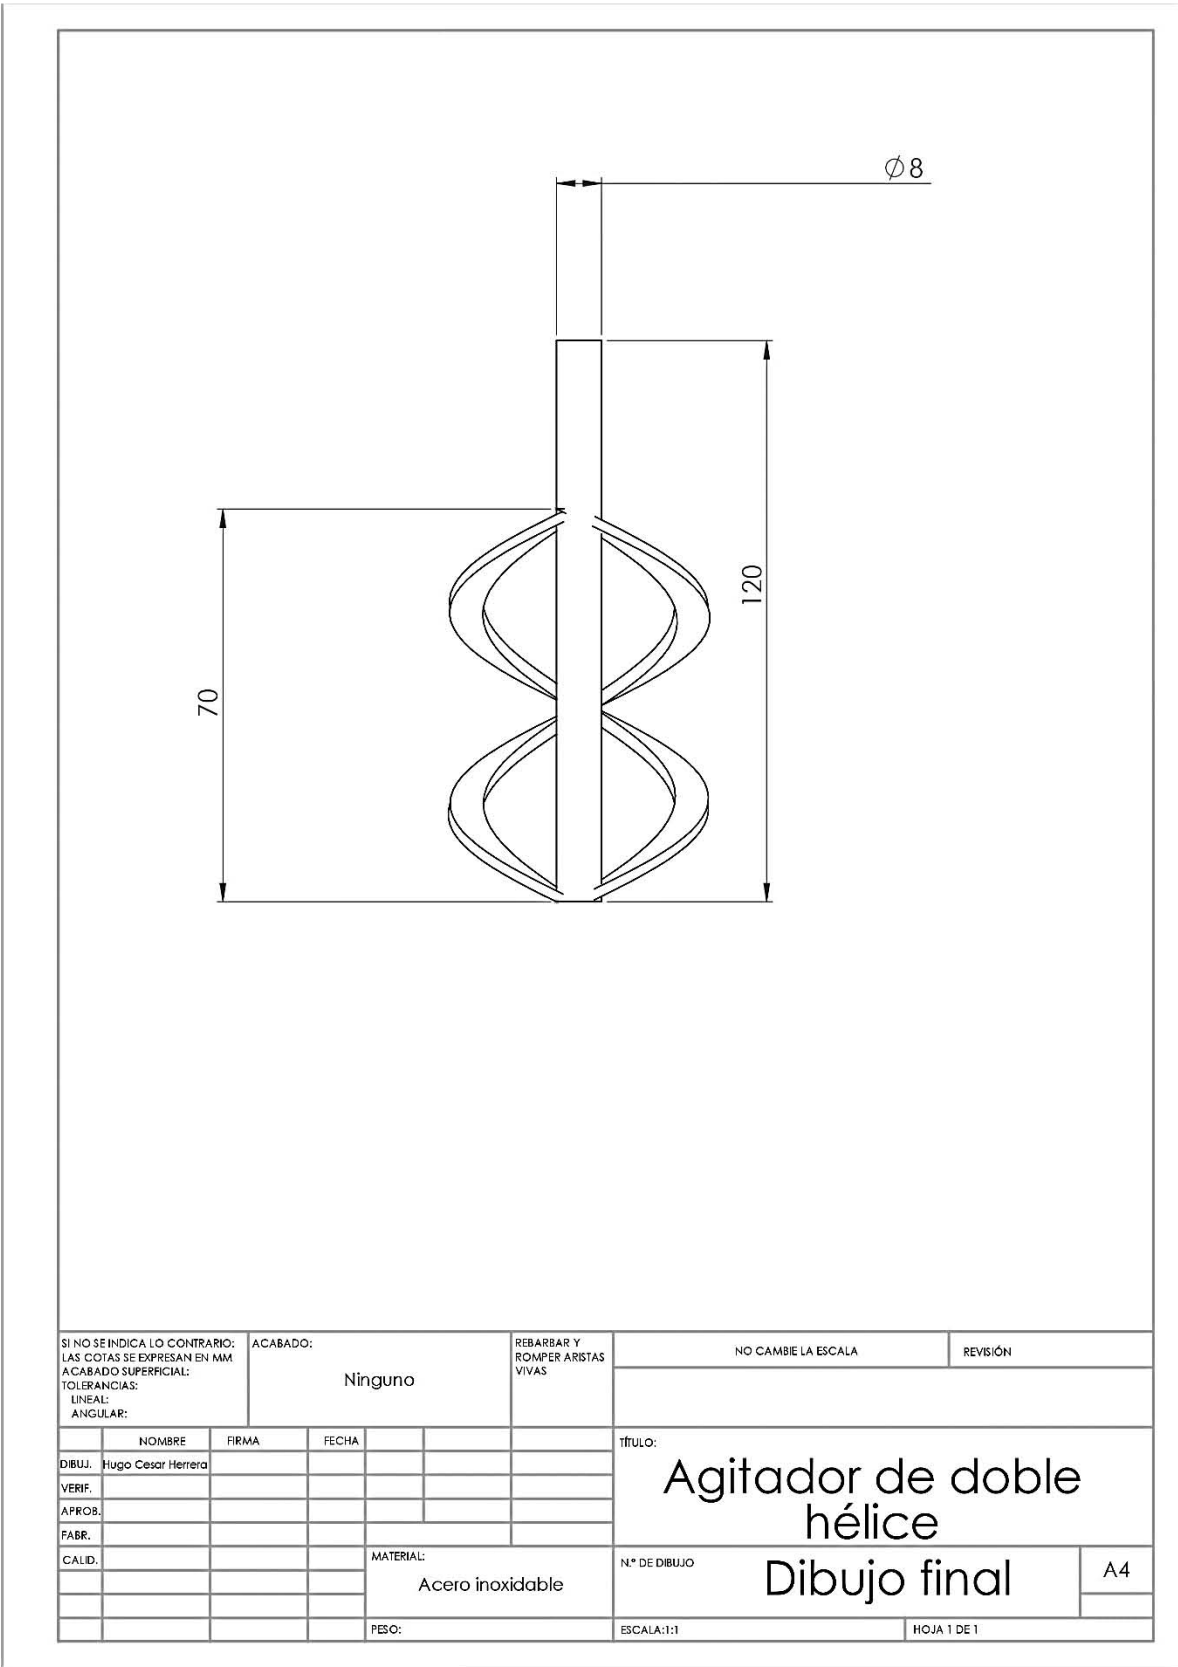 Ø8
120
70
SI NO SE INDICA LO CONTRARIO:
LAS COTAS SE EXPRESAN EN MM
ACABADO SUPERFICIAL:
TOLERANCIAS:
LINEAL:
ANGULAR:
ACABADO:
Ninguno
REBARBAR Y
ROMPER ARISTAS
VIVAS
NO CAMBIE LA ESCALA
REVISIÓN
NOMBRE
FIRMA
FECHA
DIBUJ.
Hugo Cesar Herrera
VERIF.
APROB.
FABR.
CALID.
TÍTULO:
Agitador de doble
hélice
MATERIAL:
Acero inoxidable
N.º DE DIBUJO
Dibujo final
A4
PESO:
ESCALA:1:1
HOJA 1 DE 1